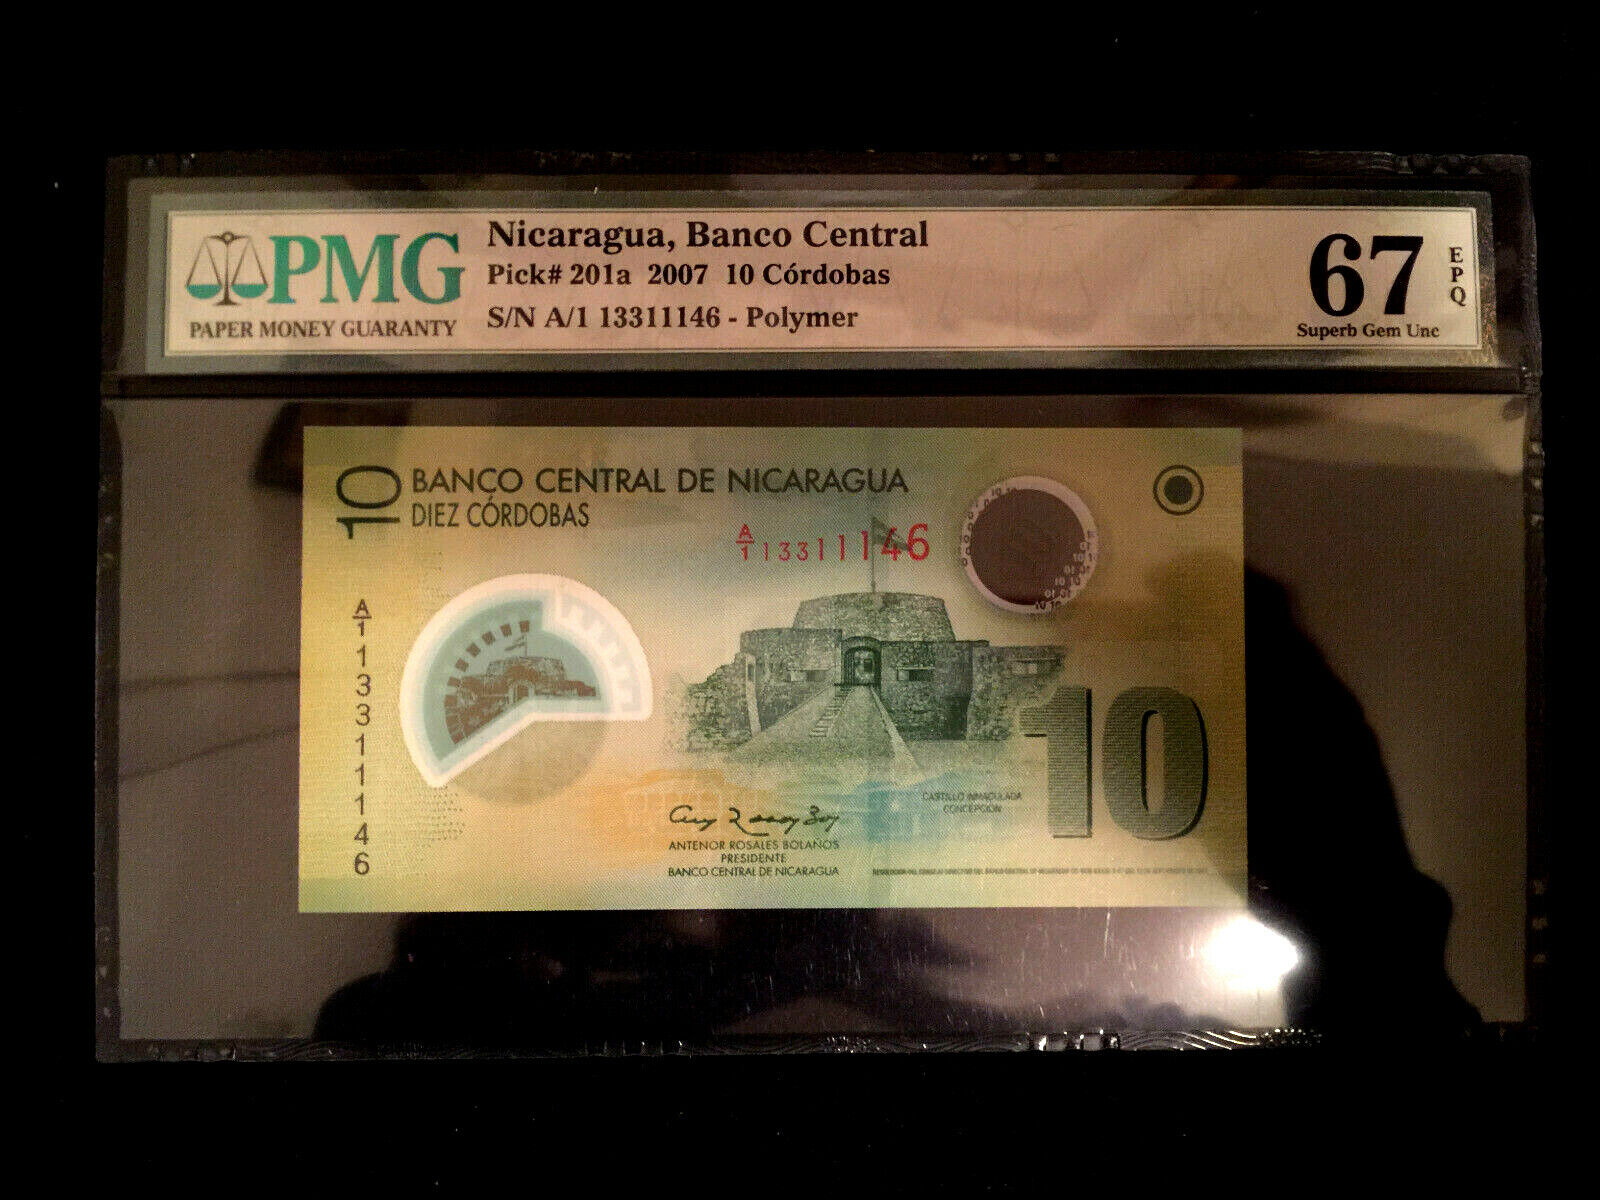 PMG
PAPER MONEY GUARANTY
Nicaragua, Banco Central
Pick# 201a 2007 10 Córdobas
S/N A/1 13311146 - Polymer
67
EPQ
Superb Gem Unc
10
BANCO CENTRAL DE NICARAGUA
DIEZ CÓRDOBAS
A/1 13311146
A/1 13311146
CASTILLO INMACULADA
CONCEPCIÓN
10
ANTENOR ROSALES BOLAÑOS
PRESIDENTE
BANCO CENTRAL DE NICARAGUA